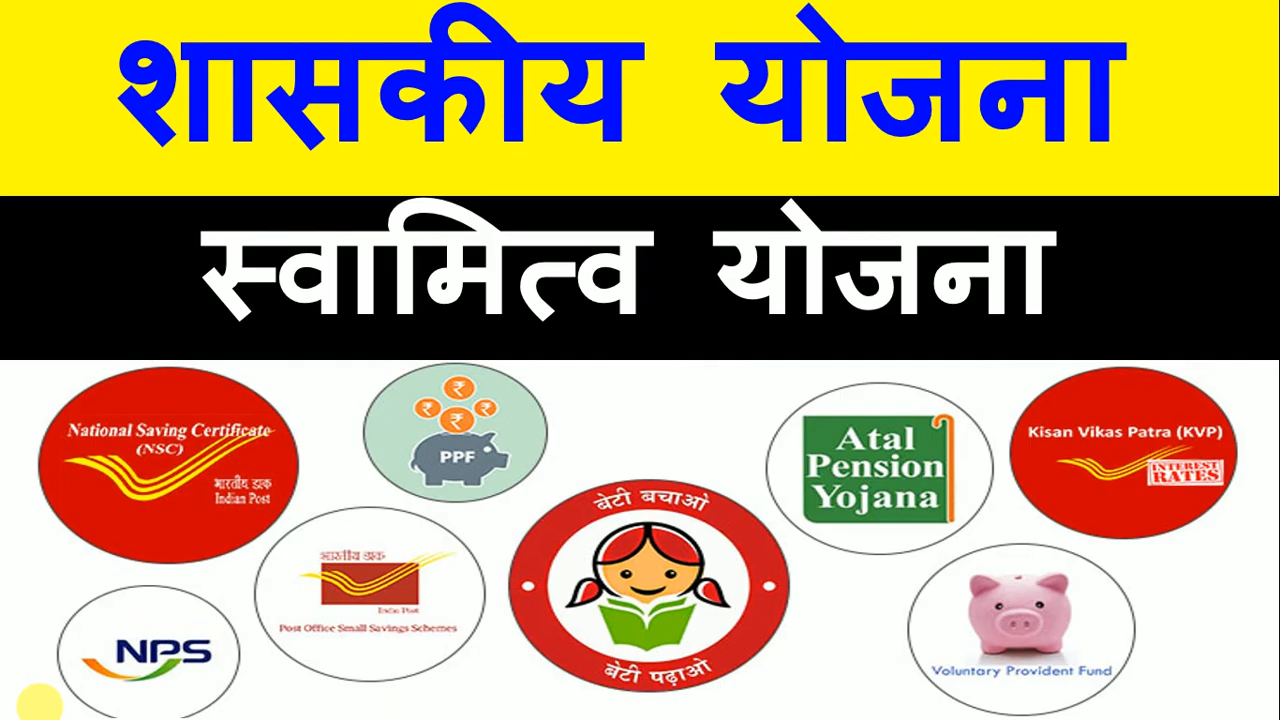 शासकीय योजना
स्वामित्व योजना
National Saving Certificate
(NSC)
भारतीय डाक
Indian Post
PPF
Atal
Pension
Yojana
Kisan Vikas Patra (KVP)
INTEREST
RATES
बेटी बचाओ
बेटी पढ़ाओ
भारतीय डाक
India Post
Post Office Small Savings Schemes
NPS
Voluntary Provident Fund